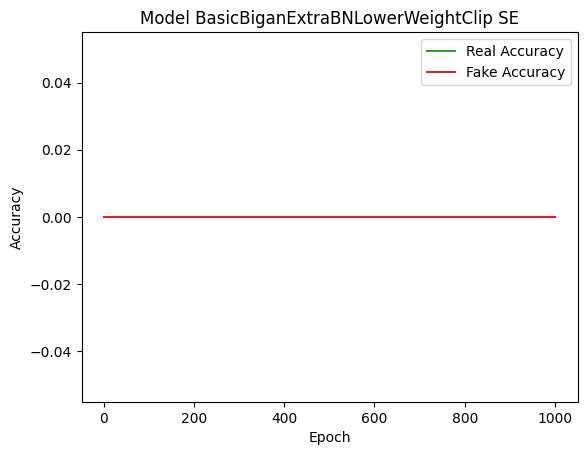 Model BasicBiganExtraBNLowerWeightClip SE
Real Accuracy
Fake Accuracy
0.04
0.02
0.00
−0.02
−0.04
Accuracy
0 200 400 600 800 1000
Epoch